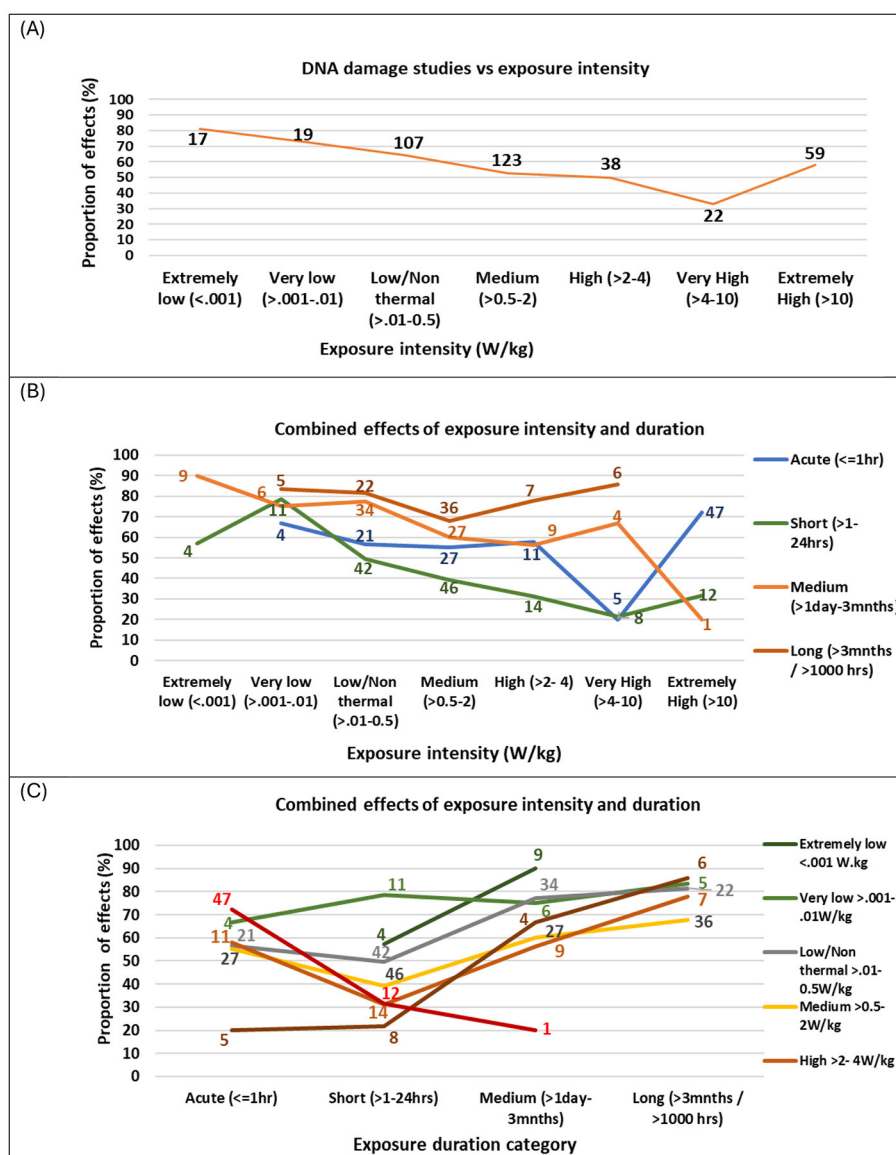 (A)
DNA damage studies vs exposure intensity
Proportion of effects (%)
100
90
80
70
60
50
40
30
20
10
0
17
19
107
123
38
22
59
Extremely
low (<.001)
Very low
(>.001-.01)
Low/Non
thermal
(>.01-0.5)
Medium
(>0.5-2)
High (>2-4)
Very High
(>4-10)
Extremely
High (>10)
Exposure intensity (W/kg)
(B)
Combined effects of exposure intensity and duration
Proportion of effects (%)
100
90
80
70
60
50
40
30
20
10
0
9
4
6
5
11
4
22
34
21
42
36
27
27
46
7
9
11
14
6
4
5
8
47
12
1
Extremely
low (<.001)
Very low
(>.001-.01)
Low/Non
thermal
(>.01-0.5)
Medium
(>0.5-2)
High (>2- 4)
Very High
(>4-10)
Extremely
High (>10)
Exposure intensity (W/kg)
Acute (<=1hr)
Short (>1-
24hrs)
Medium
(>1day-3mnths)
Long (>3mnths
/ >1000 hrs)
(C)
Combined effects of exposure intensity and duration
Proportion of effects (%)
100
90
80
70
60
50
40
30
20
10
0
47
4
11
21
27
5
11
4
42
46
12
14
8
9
34
6
4
27
9
1
6
5
22
7
36
Acute (<=1hr)
Short (>1-24hrs)
Medium (>1day-
3mnths)
Long (>3mnths /
>1000 hrs)
Exposure duration category
Extremely low
<.001 W.kg
Very low >.001-
.01W/kg
Low/Non
thermal >.01-
0.5W/kg
Medium >0.5-
2W/kg
High >2- 4W/kg